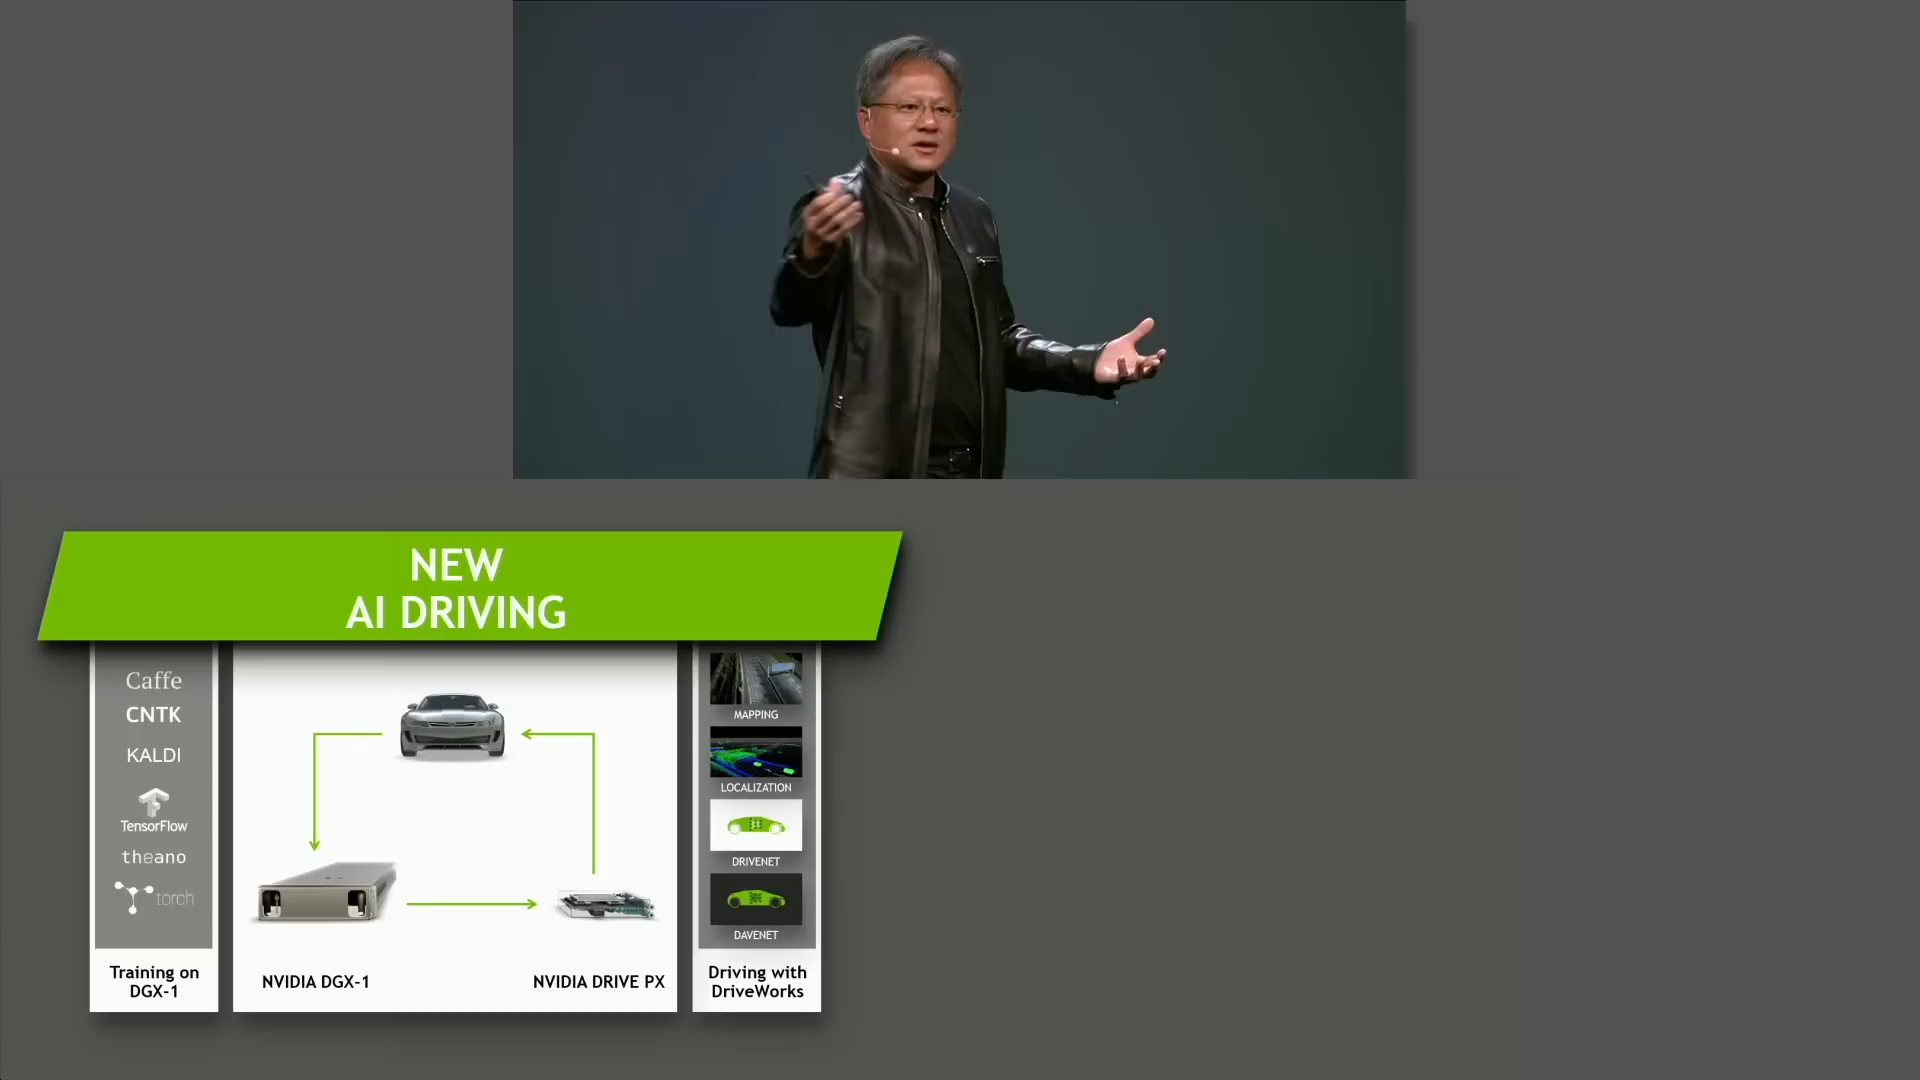 NEW
AI DRIVING
Caffe
CNTK
KALDI
TensorFlow
theano
torch
Training on
DGX-1
NVIDIA DGX-1
NVIDIA DRIVE PX
MAPPING
LOCALIZATION
DRIVENET
DAVENET
Driving with
DriveWorks